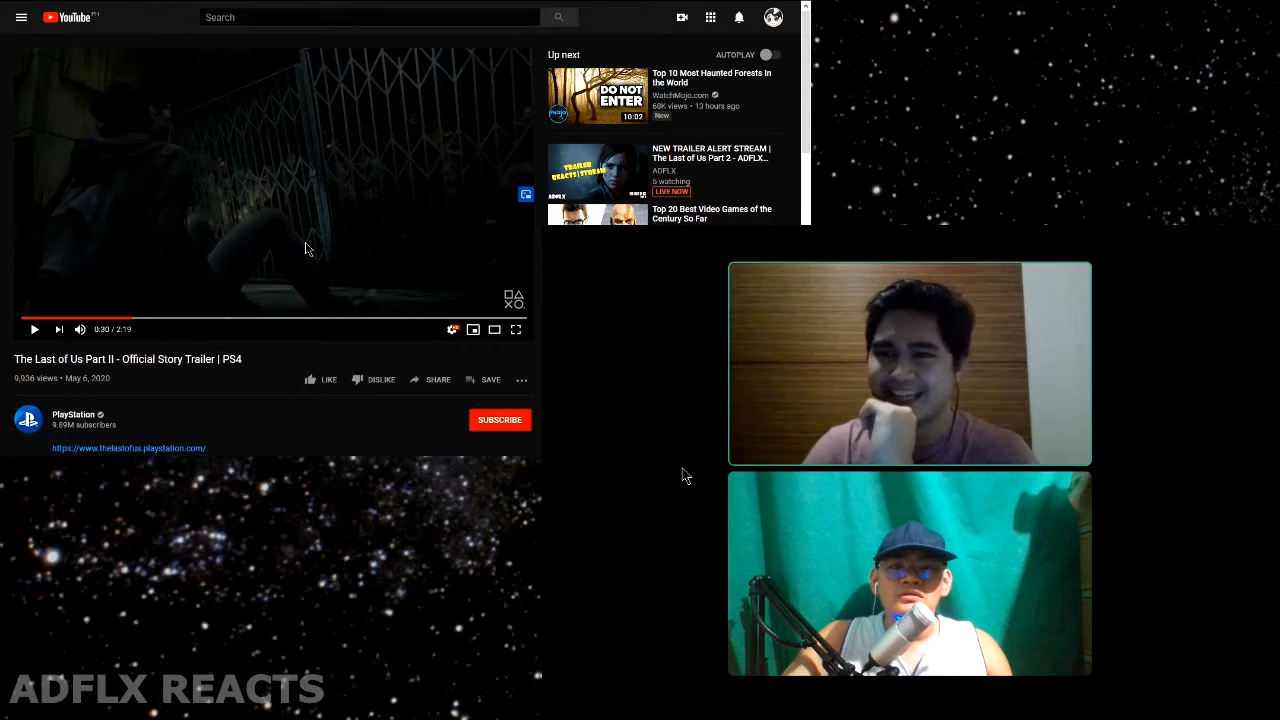 YouTube PH
Search
Up next
AUTOPLAY
DO NOT
ENTER
mojo
10:02
Top 10 Most Haunted Forests in
the World
WatchMojo.com
68K views • 13 hours ago
New
TRAILER
REACTS | STREAM
ADFLX
NEW TRAILER ALERT STREAM |
The Last of Us Part 2 - ADFLX...
ADFLX
5 watching
LIVE NOW
Top 20 Best Video Games of the
Century So Far
0:30 / 2:19
The Last of Us Part II - Official Story Trailer | PS4
9,936 views • May 6, 2020
LIKE
DISLIKE
SHARE
SAVE
PlayStation
9.89M subscribers
SUBSCRIBE
https://www.thelastofus.playstation.com/
ADFLX REACTS